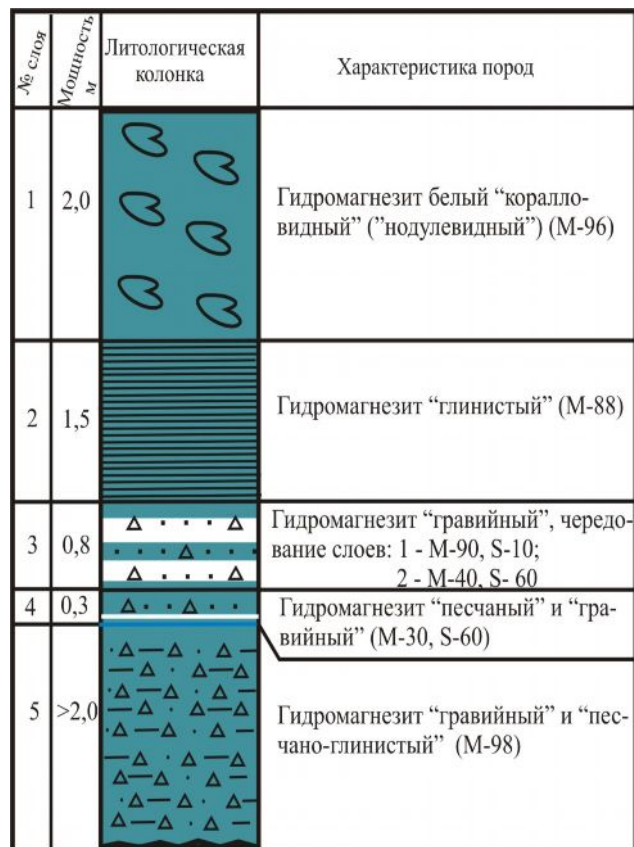 № слоя
Мощность
м
Литологическая
колонка
Характеристика пород
1
2,0
Гидромагнезит белый “коралло-
видный” (”нодулевидный”) (М-96)
2
1,5
Гидромагнезит “глинистый” (М-88)
3
0,8
Гидромагнезит “гравийный”, чередо-
вание слоев: 1 - М-90, S-10;
2 - М-40, S- 60
4
0,3
Гидромагнезит “песчаный” и “гра-
вийный” (М-30, S-60)
5
>2,0
Гидромагнезит “гравийный” и “пес-
чано-глинистый” (М-98)